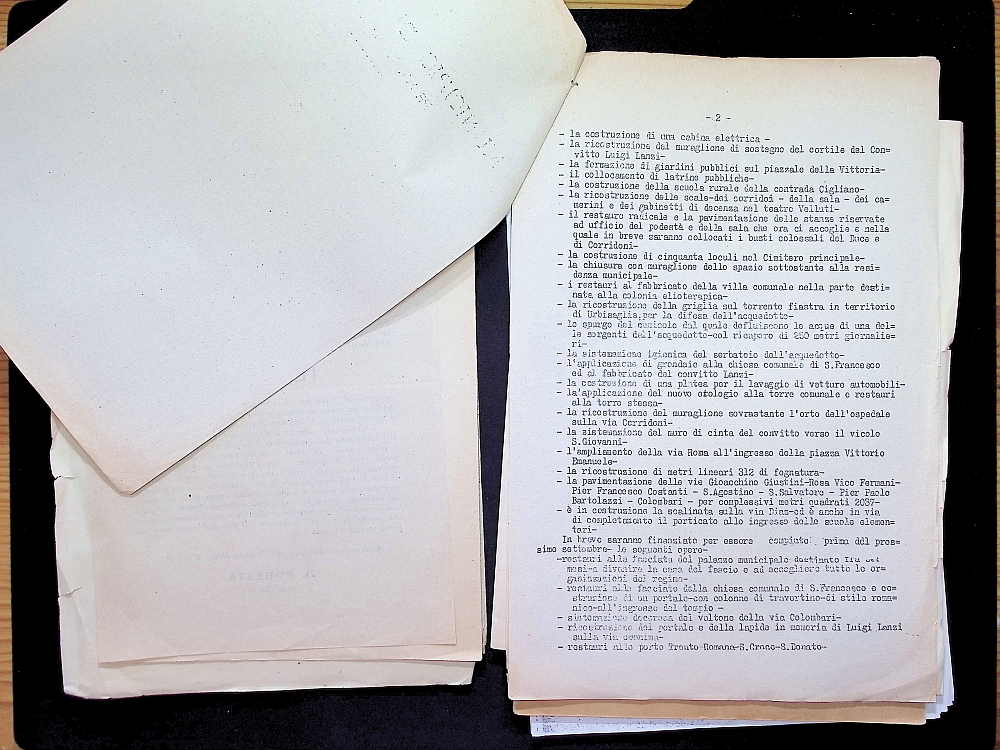 - 2 -
- la costruzione di una cabina elettrica -
- la ricostruzione del muraglione di sostegno del cortile del Con=
vitto Luigi Lanzi-
- la formazione di giardini pubblici sul piazzale della Vittoria-
- il collocamento di latrine pubbliche-
- la costruzione della scuola rurale della contrada Cigliano-
- la ricostruzione delle scale-dei corridoi - della sala - dei ca=
merini e dei gabinetti di decenza nel teatro Velluti-
- il restauro radicale e la pavimentazione delle stanze riservate
ad ufficio del podestà e della sala che ora ci accoglie e nella
quale in breve saranno collocati i busti colossali del Duce e
di Corridoni-
- la costruzione di cinquanta loculi nel Cimitero principale-
- la chiusura con muraglione dello spazio sottostante alla resi=
denza municipale-
- i restauri al fabbricato della villa comunale nella parte desti=
nata alla colonia elioterapica-
- la ricostruzione della griglia sul torrente fiastra in territorio
di Urbisaglia,per la difesa dell'acquedotto-
- lo spurgo del cunicolo dal quale defluiscono le acque di una del=
le sorgenti dell'acquedotto-col ricupero di 250 metri giornalie=
ri-
- la sistemazione igienica del serbatoio dell'acquedotto-
- l'applicazione di grondaie alla chiesa comunale di S.Francesco
ed al fabbricato del convitto Lanzi-
- la costruzione di una platea per il lavaggio di vetture automobili-
- la'applicazione del nuovo otologio alla torre comunale e restauri
alla torre stessa-
- la ricostruzione del muraglione sovrastante l'orto dell'ospedale
sulla via Corridoni-
- la sistemazione del muro di cinta del convitto verso il vicolo
S.Giovanni-
- l'ampliamento della via Roma all'ingresso della piazza Vittorio
Emanuele-
- la ricostruzione di metri lineari 312 di fognatura-
- la pavimentazione delle vie Gioacchino Giustini-Rosa Vico Fermani-
Pier Francesco Costanti - S.Agostino - S.Salvatore - Pier Paolo
Bartolazzi - Colombari - per complessivi metri quadrati 2037-
- è in costruzione la scalinata sulla via Diaz-ed è anche in via
di completamento il porticato allo ingresso delle scuole elemen=
tari-
In breve saranno finanziate per essere compiute prima del pros=
simo settembre- le seguenti opere-
-restauri alla facciata del palazzo municipale destinato fra due
mesi-a divenire la casa del fascio e ad accogliere tutte le or=
ganizzazioni del regime-
- restauri alle facciate della chiesa comunale di S.Francesco e co=
struzione di un portale-con colonne di travertino-di stile roma=
nico-all'ingresso del tempio -
- sistemazione decorosa del voltone della via Colombari-
- ricostruzione del portale e della lapide in memoria di Luigi Lanzi
sulla via omonima-
- restauri alle porte Trento-Romana-S.Croce-S.Donato-